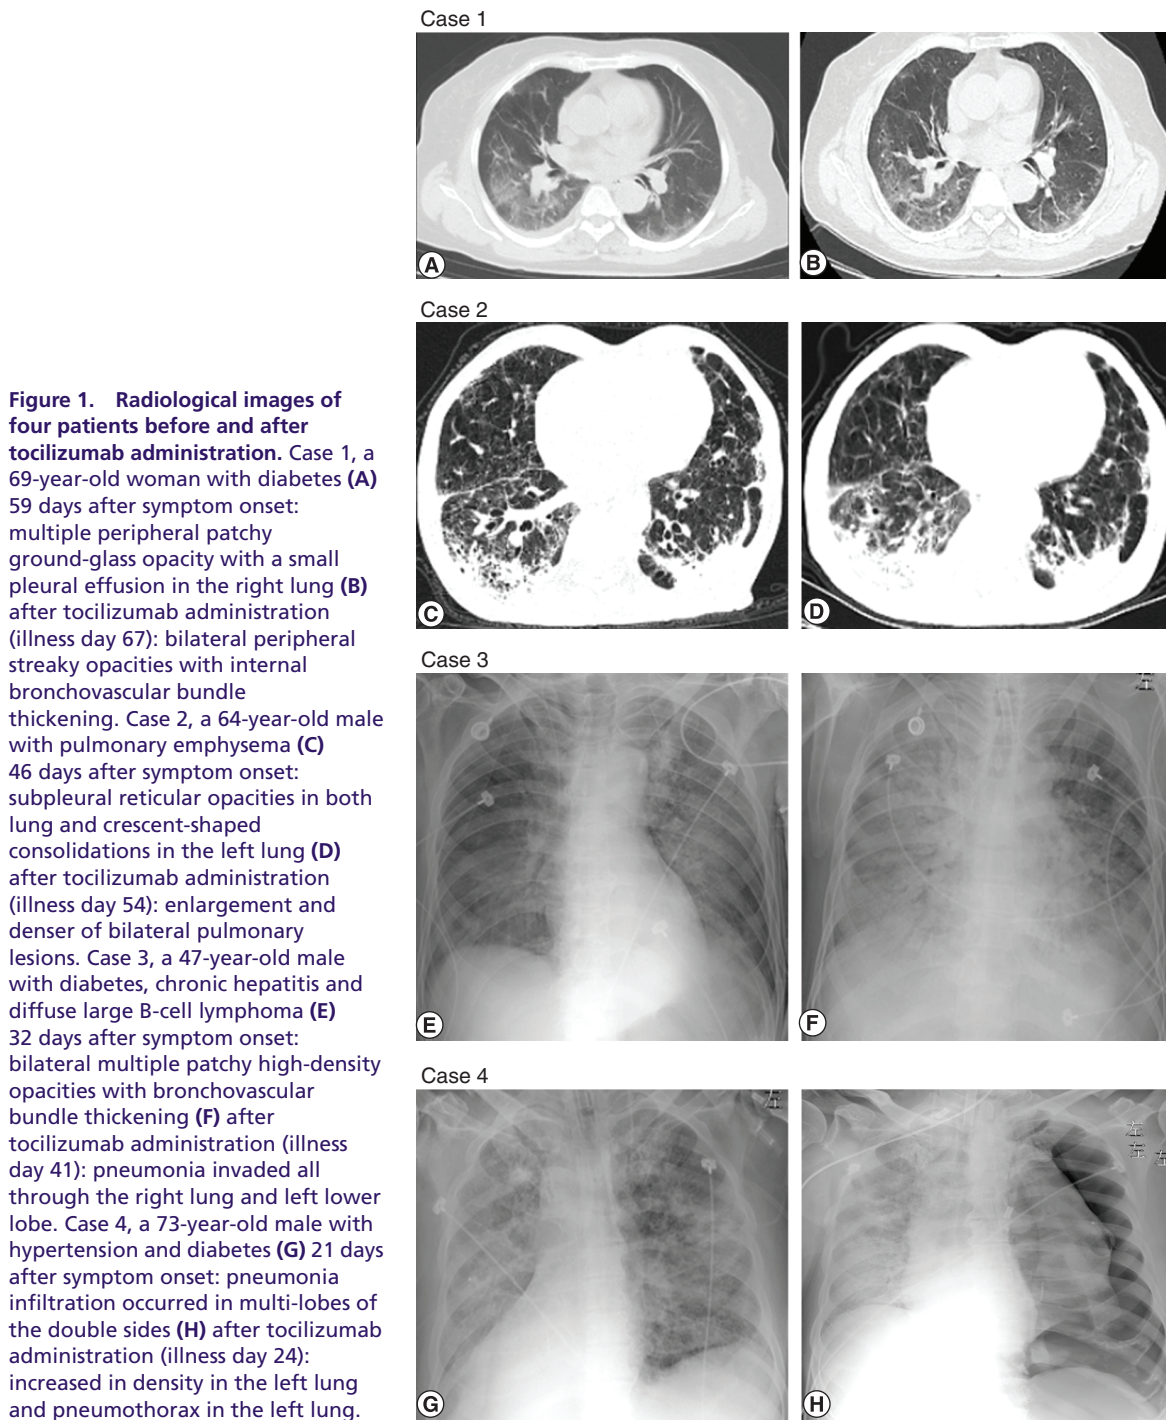 Case 1
A
B
Case 2
C
D
Case 3
左
E
F
Case 4
左
左
左
左
G
H
Figure 1. Radiological images of
four patients before and after
tocilizumab administration. Case 1, a
69-year-old woman with diabetes (A)
59 days after symptom onset:
multiple peripheral patchy
ground-glass opacity with a small
pleural effusion in the right lung (B)
after tocilizumab administration
(illness day 67): bilateral peripheral
streaky opacities with internal
bronchovascular bundle
thickening. Case 2, a 64-year-old male
with pulmonary emphysema (C)
46 days after symptom onset:
subpleural reticular opacities in both
lung and crescent-shaped
consolidations in the left lung (D)
after tocilizumab administration
(illness day 54): enlargement and
denser of bilateral pulmonary
lesions. Case 3, a 47-year-old male
with diabetes, chronic hepatitis and
diffuse large B-cell lymphoma (E)
32 days after symptom onset:
bilateral multiple patchy high-density
opacities with bronchovascular
bundle thickening (F) after
tocilizumab administration (illness
day 41): pneumonia invaded all
through the right lung and left lower
lobe. Case 4, a 73-year-old male with
hypertension and diabetes (G) 21 days
after symptom onset: pneumonia
infiltration occurred in multi-lobes of
the double sides (H) after tocilizumab
administration (illness day 24):
increased in density in the left lung
and pneumothorax in the left lung.